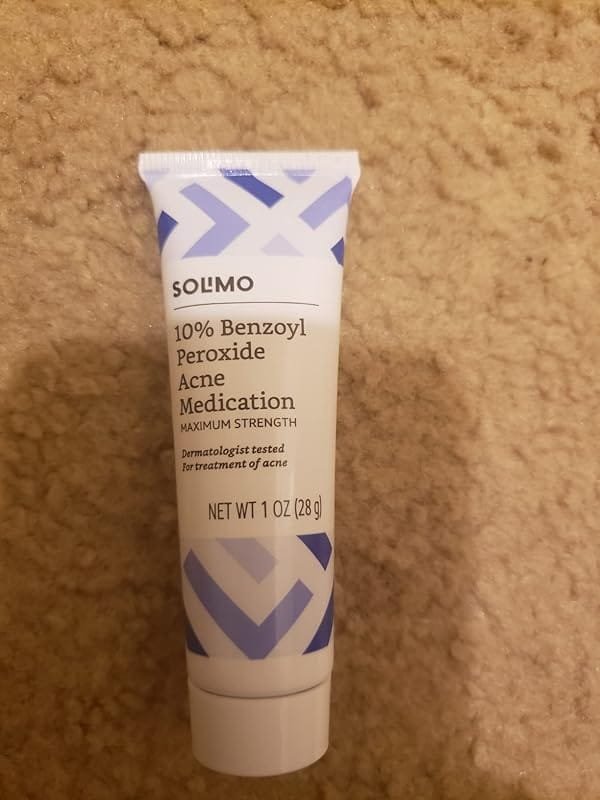 SOLIMO
10% Benzoyl
Peroxide
Acne
Medication
MAXIMUM STRENGTH
Dermatologist tested
For treatment of acne
NET WT 1 OZ (28 g)